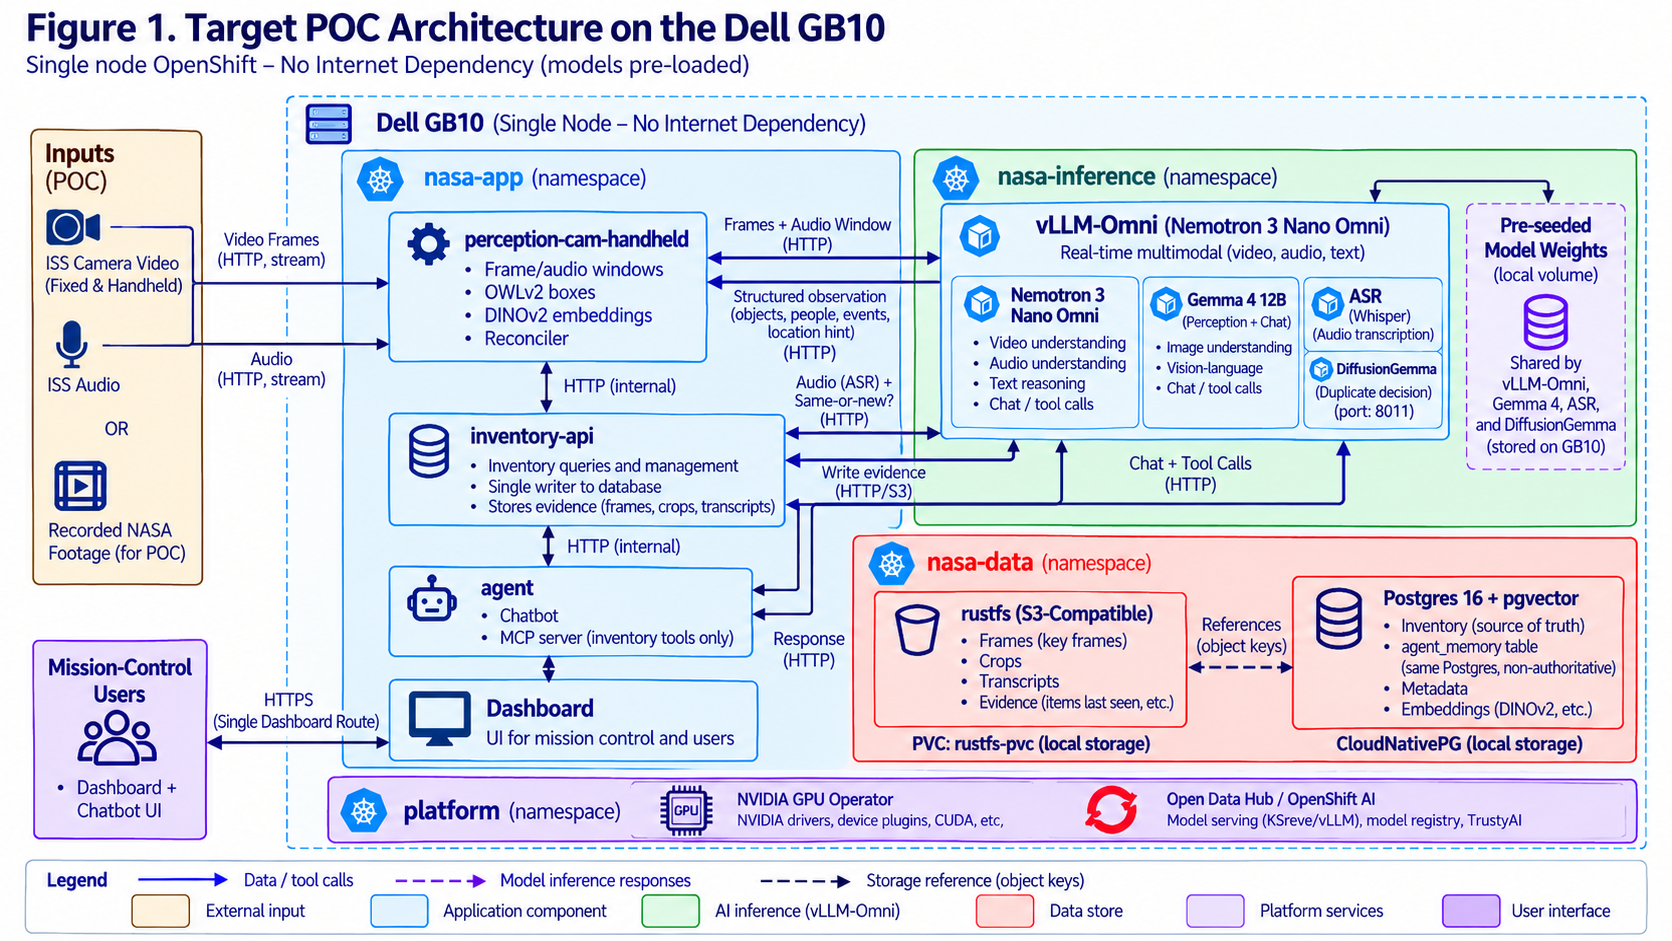 Figure 1. Target POC Architecture on the Dell GB10
Single node OpenShift – No Internet Dependency (models pre-loaded)
Dell GB10 (Single Node – No Internet Dependency)
Inputs
(POC)
ISS Camera Video
(Fixed & Handheld)
ISS Audio
OR
Recorded NASA
Footage (for POC)
Video Frames
(HTTP, stream)
Audio
(HTTP, stream)
Mission-Control
Users
• Dashboard +
Chatbot UI
HTTPS
(Single Dashboard Route)
nasa-app (namespace)
perception-cam-handheld
• Frame/audio windows
• OWLv2 boxes
• DINOv2 embeddings
• Reconciler
HTTP (internal)
inventory-api
• Inventory queries and management
• Single writer to database
• Stores evidence (frames, crops, transcripts)
HTTP (internal)
agent
• Chatbot
• MCP server (inventory tools only)
Dashboard
UI for mission control and users
Frames + Audio Window
(HTTP)
Structured observation
(objects, people, events,
location hint)
(HTTP)
Audio (ASR) +
Same-or-new?
(HTTP)
Write evidence
(HTTP/S3)
Response
(HTTP)
nasa-inference (namespace)
vLLM-Omni (Nemotron 3 Nano Omni)
Real-time multimodal (video, audio, text)
Nemotron 3
Nano Omni
• Video understanding
• Audio understanding
• Text reasoning
• Chat / tool calls
Gemma 4 12B
(Perception + Chat)
• Image understanding
• Vision-language
• Chat / tool calls
ASR
(Whisper)
(Audio transcription)
DiffusionGemma
(Duplicate decision)
(port: 8011)
Chat + Tool Calls
(HTTP)
Pre-seeded
Model Weights
(local volume)
Shared by
vLLM-Omni,
Gemma 4, ASR,
and DiffusionGemma
(stored on GB10)
nasa-data (namespace)
rustfs (S3-Compatible)
• Frames (key frames)
• Crops
• Transcripts
• Evidence (items last seen, etc.)
PVC: rustfs-pvc (local storage)
References
(object keys)
Postgres 16 + pgvector
• Inventory (source of truth)
• agent_memory table
(same Postgres, non-authoritative)
• Metadata
• Embeddings (DINOv2, etc.)
CloudNativePG (local storage)
platform (namespace)
GPU
NVIDIA GPU Operator
NVIDIA drivers, device plugins, CUDA, etc,
Open Data Hub / OpenShift AI
Model serving (KSreve/vLLM), model registry, TrustyAI
Legend
Data / tool calls
Model inference responses
Storage reference (object keys)
External input
Application component
AI inference (vLLM-Omni)
Data store
Platform services
User interface